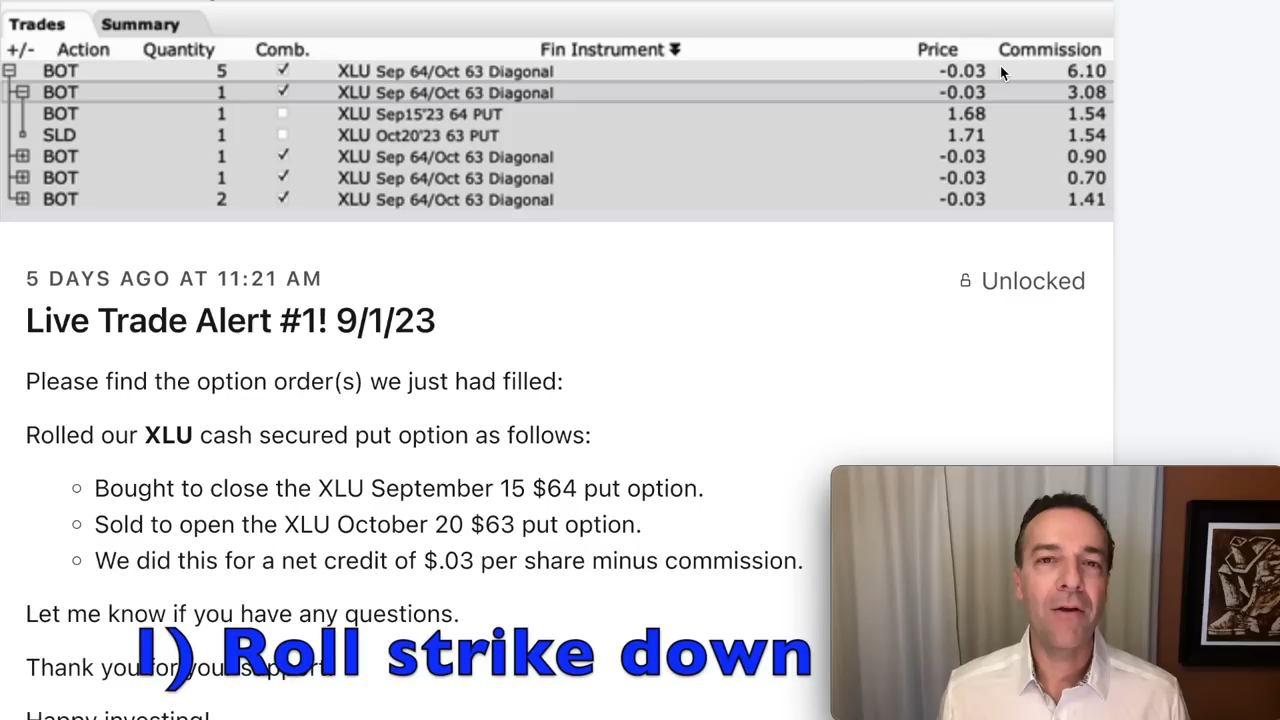 Trades Summary
+/- Action Quantity Comb. Fin Instrument Price Commission
BOT 5 ✓ XLU Sep 64/Oct 63 Diagonal -0.03 6.10
BOT 1 ✓ XLU Sep 64/Oct 63 Diagonal -0.03 3.08
BOT 1 XLU Sep15'23 64 PUT 1.68 1.54
SLD 1 XLU Oct20'23 63 PUT 1.71 1.54
BOT 1 ✓ XLU Sep 64/Oct 63 Diagonal -0.03 0.90
BOT 1 ✓ XLU Sep 64/Oct 63 Diagonal -0.03 0.70
BOT 2 ✓ XLU Sep 64/Oct 63 Diagonal -0.03 1.41
5 DAYS AGO AT 11:21 AM Unlocked
Live Trade Alert #1! 9/1/23
Please find the option order(s) we just had filled:
Rolled our XLU cash secured put option as follows:
Bought to close the XLU September 15 $64 put option.
Sold to open the XLU October 20 $63 put option.
We did this for a net credit of $.03 per share minus commission.
Let me know if you have any questions.
1) Roll strike down
Thank you for your support.
Happy investing!